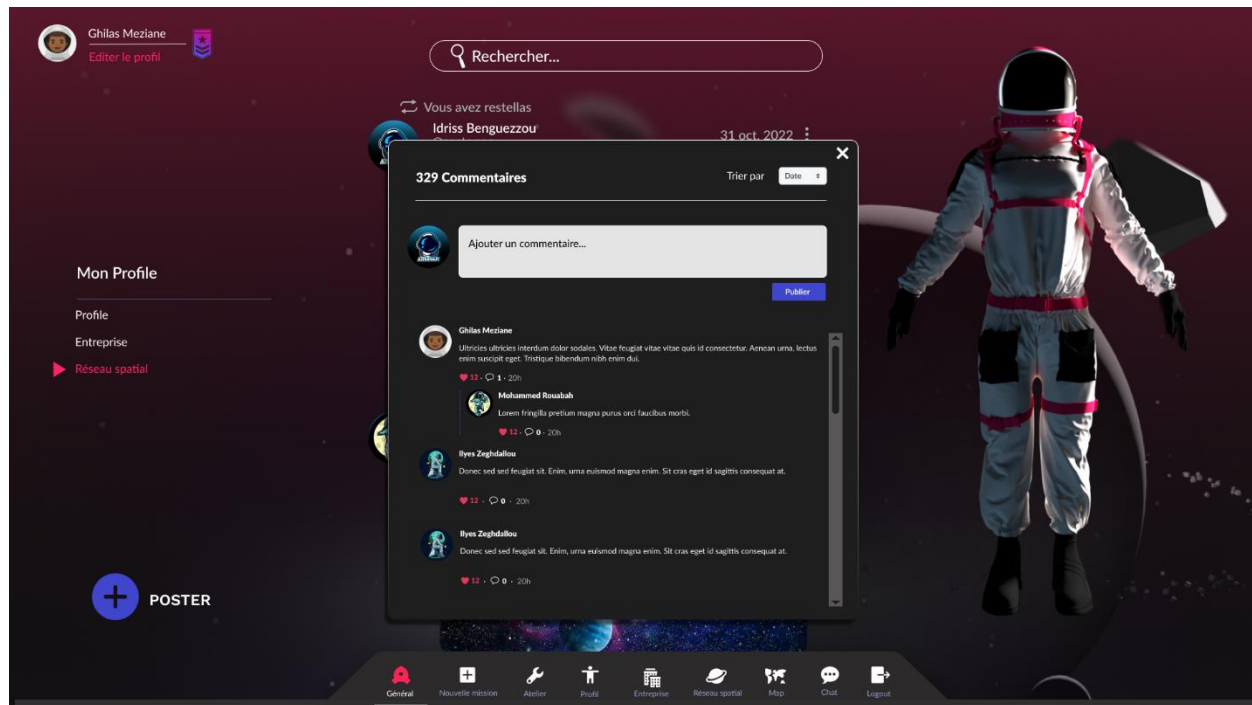 Ghilas Meziane
Editer le profil
Rechercher...
Vous avez restellas
Idriss Benguezzou
31 oct. 2022
329 Commentaires
Trier par
Date
Ajouter un commentaire...
Publier
Mon Profile
Profile
Entreprise
Réseau spatial
Ghilas Meziane
Ultricies ultricies interdum dolor sodales. Vitae feugiat vitae vitae quis id consectetur. Aenean urna, lectus
enim suscipit eget. Tristique bibendum nibh enim dui.
12 · 1 · 20h
Mohammed Rouabah
Lorem fringilla pretium magna purus orci faucibus morbi.
12 · 0 · 20h
Ilyes Zeghdallou
Donec sed sed feugiat sit. Enim, urna euismod magna enim. Sit cras eget id sagittis consequat at.
12 · 0 · 20h
Ilyes Zeghdallou
Donec sed sed feugiat sit. Enim, urna euismod magna enim. Sit cras eget id sagittis consequat at.
12 · 0 · 20h
POSTER
Général
Nouvelle mission
Atelier
Profil
Entreprise
Réseau spatial
Map
Chat
Logout